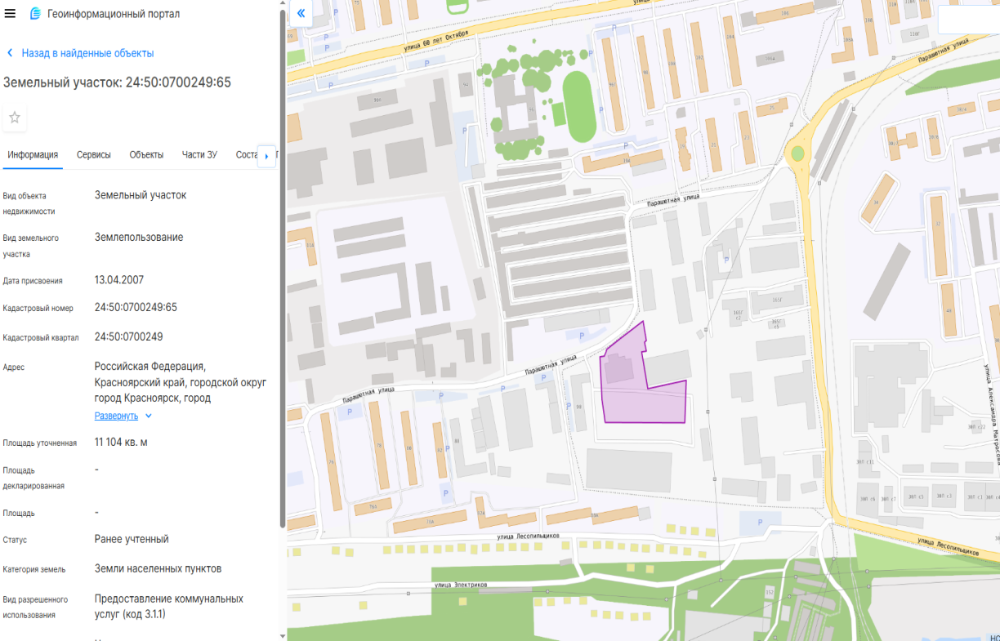 Геоинформационный портал
Назад в найденные объекты
Земельный участок: 24:50:0700249:65
Информация Сервисы Объекты Части ЗУ
Вид объекта недвижимости
Земельный участок
Вид земельного участка
Землепользование
Дата присвоения
13.04.2007
Кадастровый номер
24:50:0700249:65
Кадастровый квартал
24:50:0700249
Адрес
Российская Федерация,
Красноярский край, городской округ
город Красноярск, город
Развернуть
Площадь уточненная
11 104 кв. м
Площадь декларированная
-
Площадь
-
Статус
Ранее учтенный
Категория земель
Земли населенных пунктов
Вид разрешенного использования
Предоставление коммунальных
услуг (код 3.1.1)
улица 60 лет Октября
Парашютная улица
Парашютная улица
Парашютная улица
Парашютная улица
улица Александра Матросова
улица Лесопильщиков
улица Лесопильщиков
улица Электриков